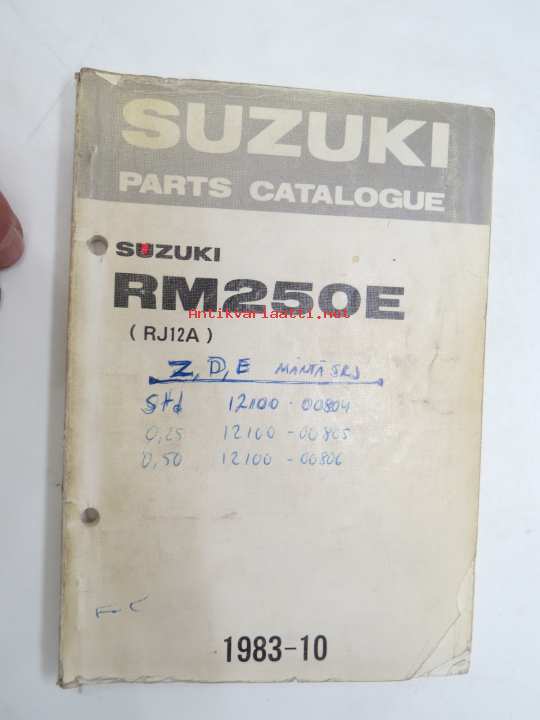 SUZUKI
PARTS CATALOGUE
SUZUKI
RM250E
Antikvariaatti.net
(RJ12A)
Z, D, E MÄNTÄ SRJ
Std 12100-00804
0,25 12100-00805
0,50 12100-00806
1983-10